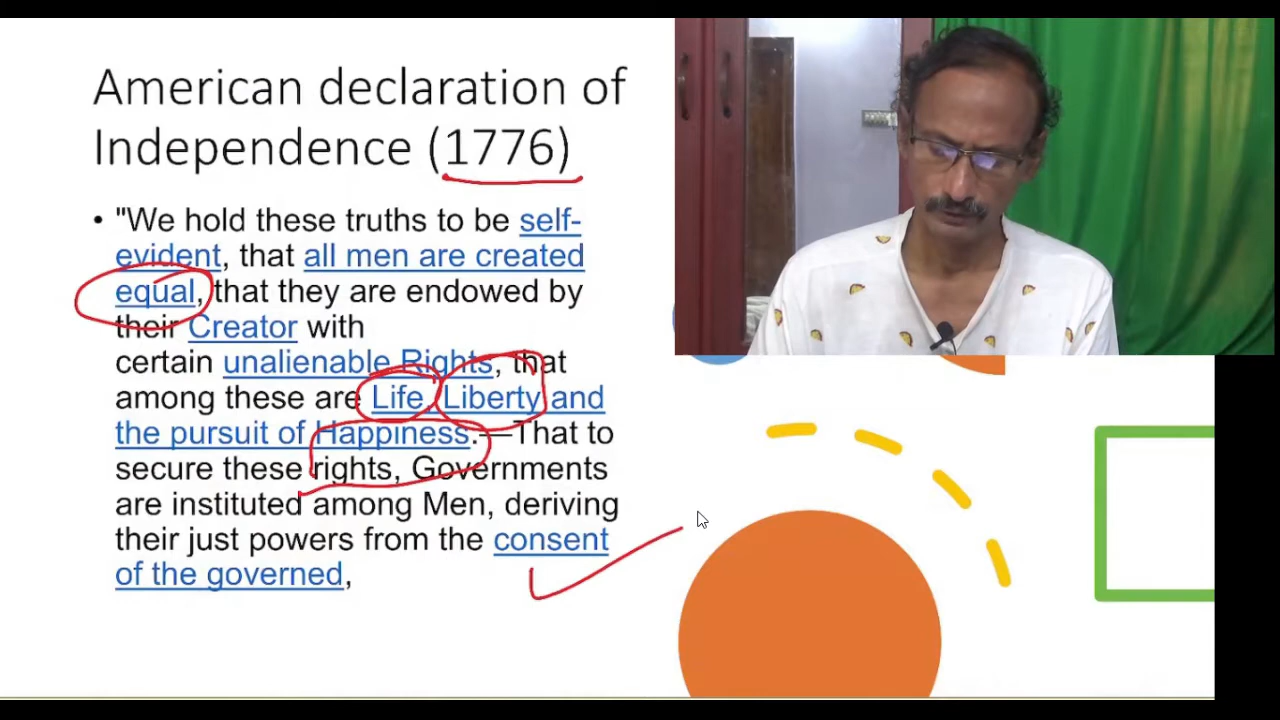 American declaration of
Independence (1776)
• "We hold these truths to be self-
evident, that all men are created
equal, that they are endowed by
their Creator with
certain unalienable Rights, that
among these are Life, Liberty and
the pursuit of Happiness.—That to
secure these rights, Governments
are instituted among Men, deriving
their just powers from the consent
of the governed,